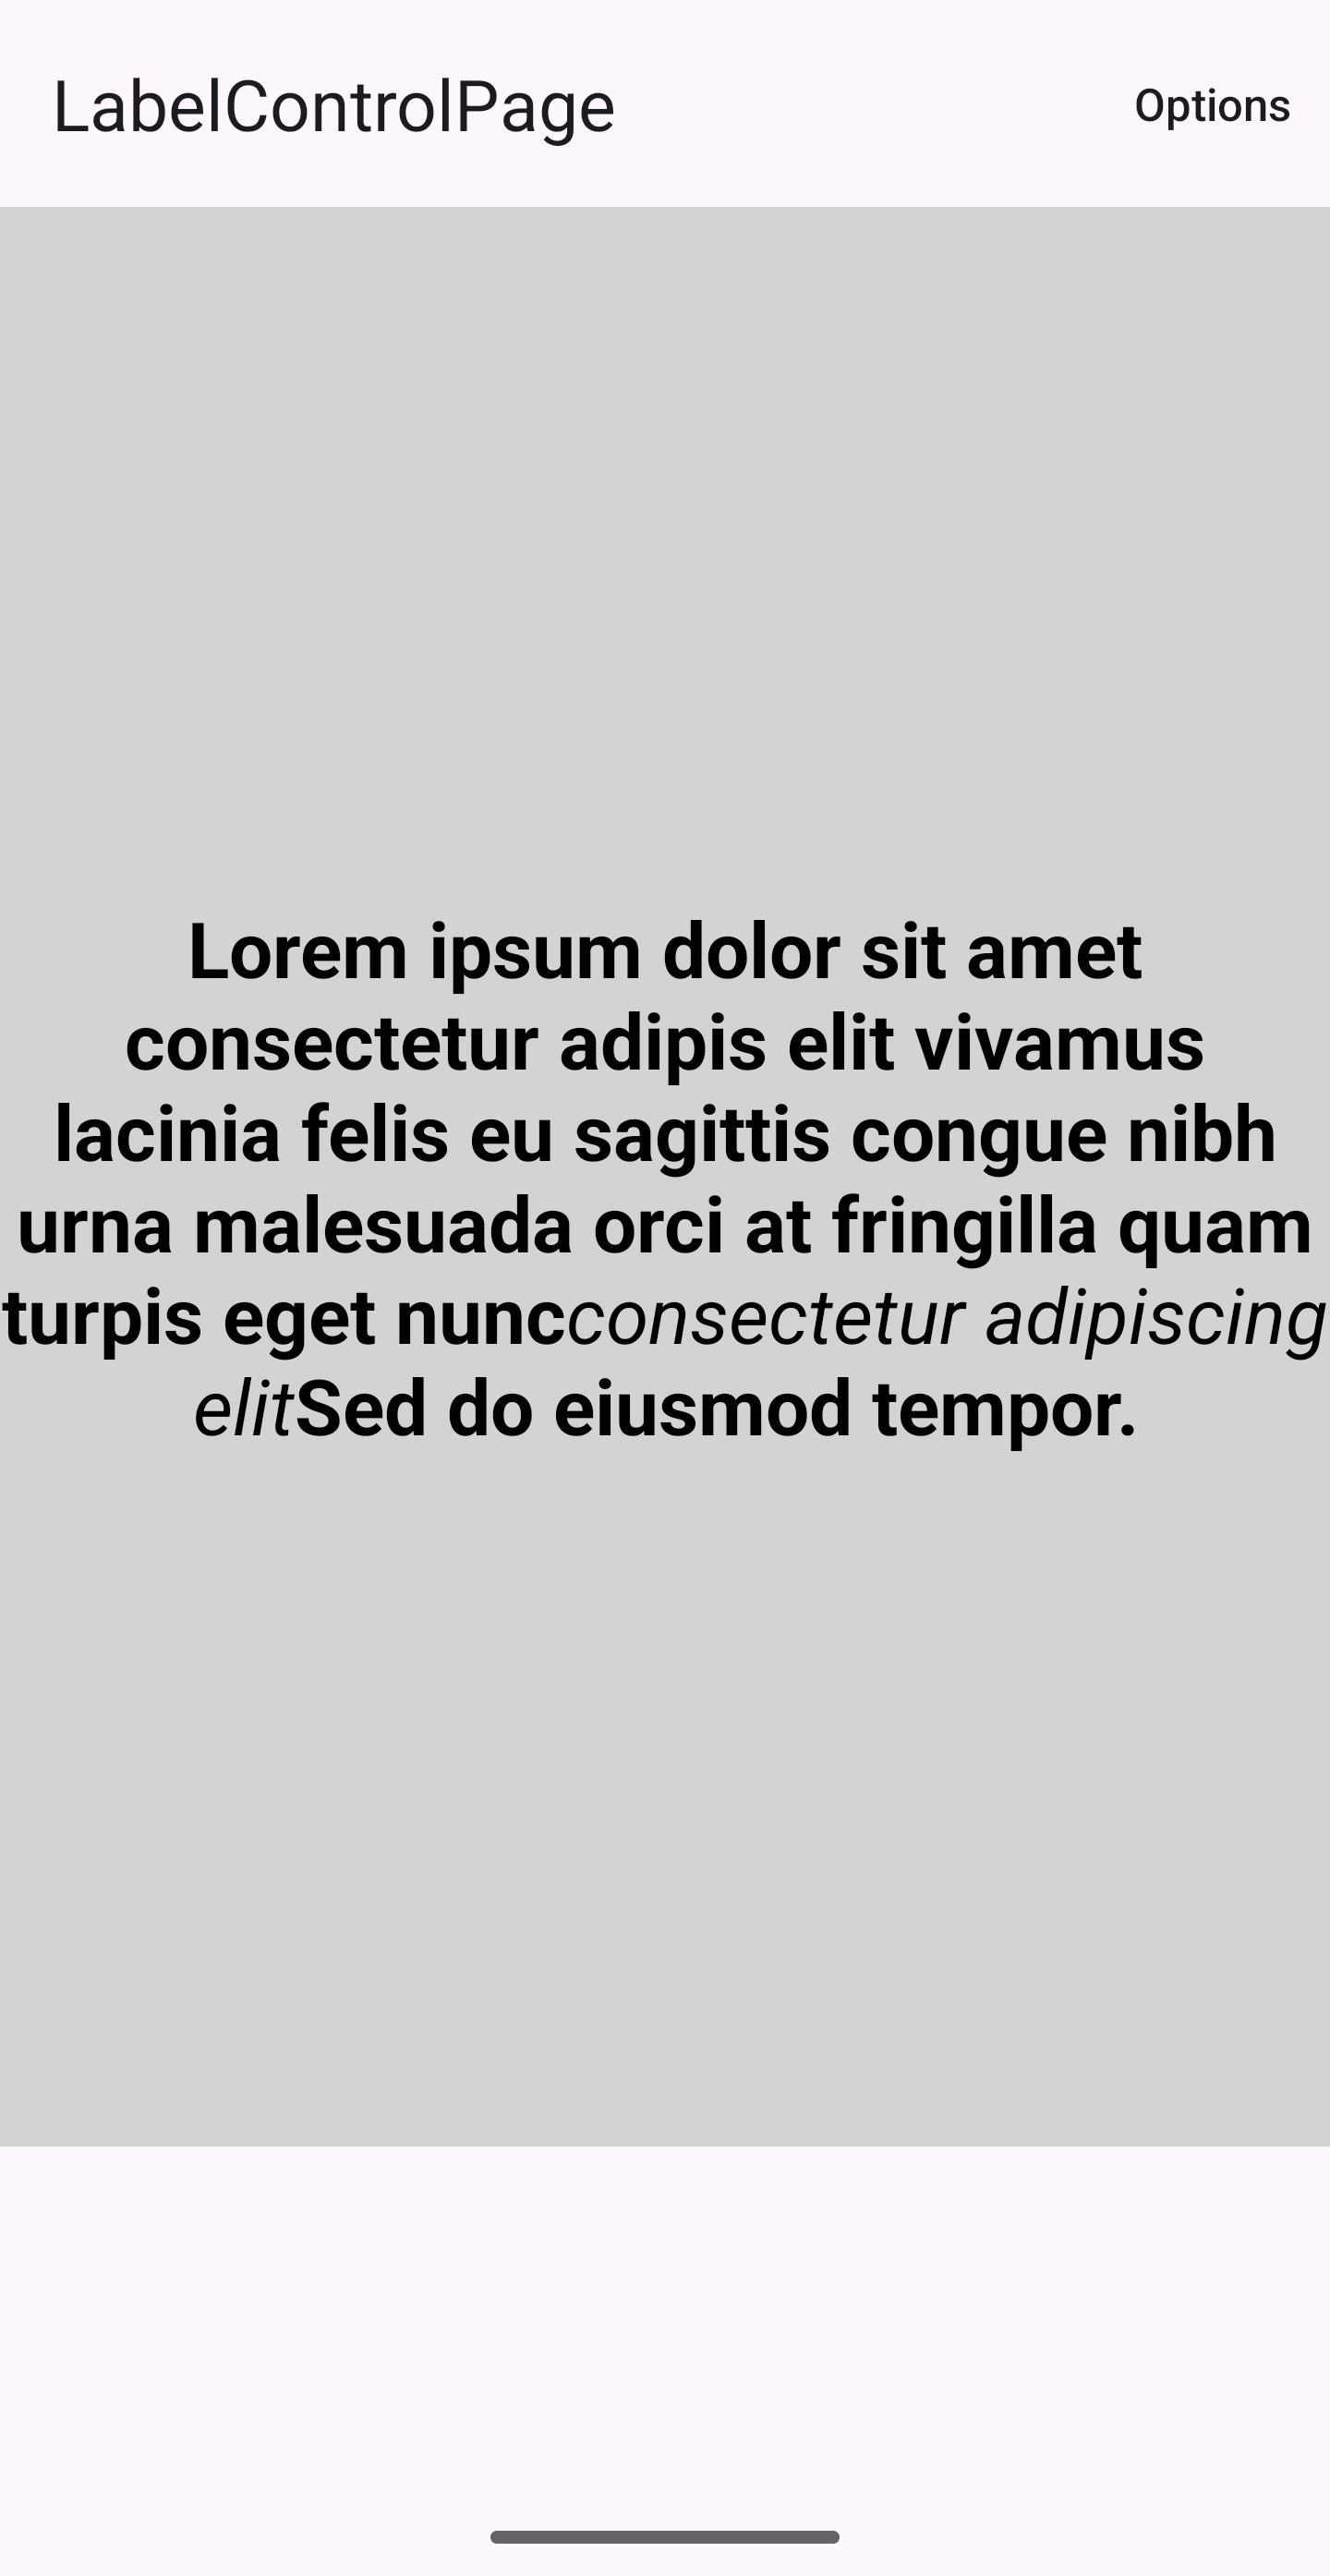 LabelControlPage
Options
Lorem ipsum dolor sit amet
consectetur adipis elit vivamus
lacinia felis eu sagittis congue nibh
urna malesuada orci at fringilla quam
turpis eget nuncconsectetur adipiscing
elitSed do eiusmod tempor.